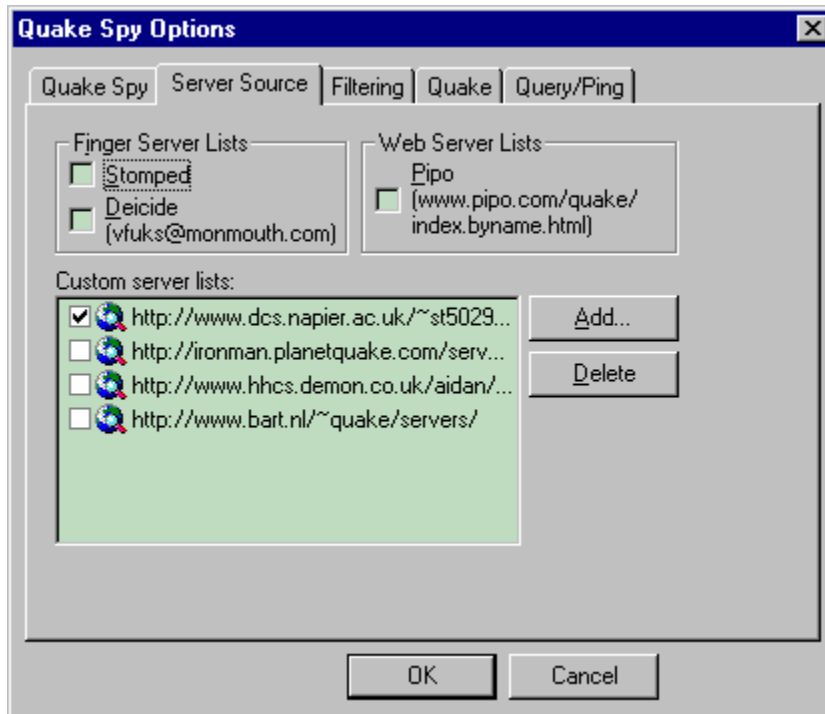 Quake Spy Options
Quake Spy Server Source Filtering Quake Query/Ping
Finger Server Lists
Stomped
Deicide
(vfuks@monmouth.com)
Web Server Lists
Pipo
(www.pipo.com/quake/
index.byname.html)
Custom server lists:
http://www.dcs.napier.ac.uk/~st5029...
http://ironman.planetquake.com/serv...
http://www.hhcs.demon.co.uk/aidan/...
http://www.bart.nl/~quake/servers/
Add...
Delete
OK Cancel